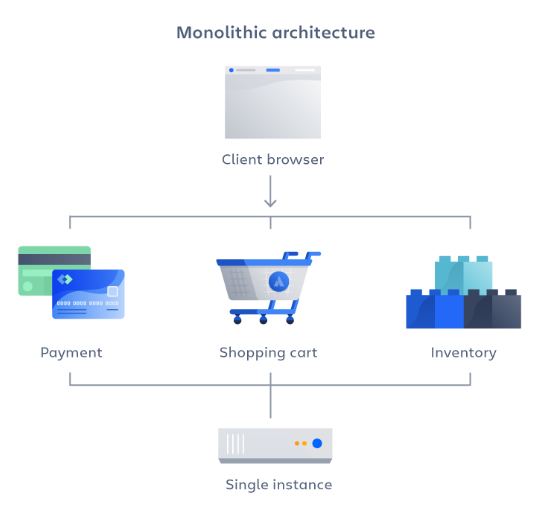 Monolithic architecture
Client browser
Payment
Shopping cart
Inventory
Single instance